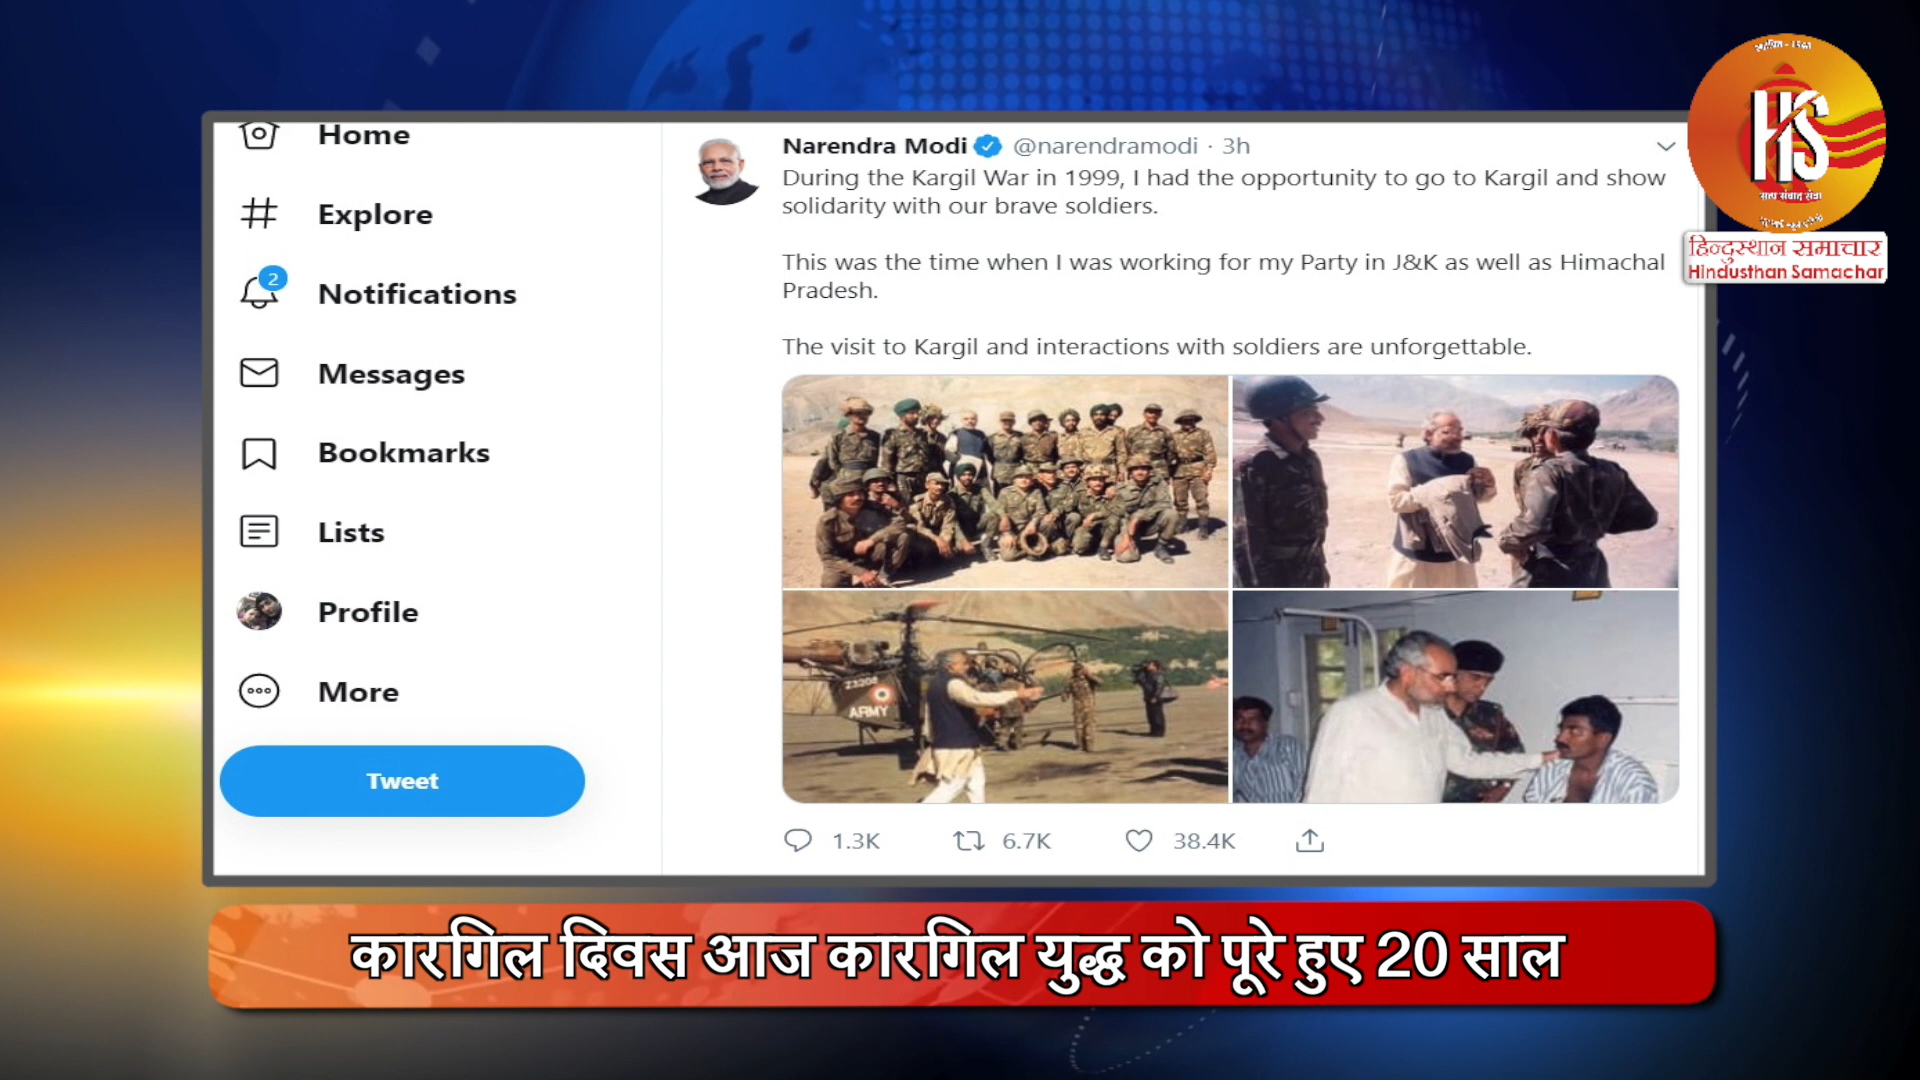 Home
Explore
2
Notifications
Messages
Bookmarks
Lists
Profile
More
Tweet
Narendra Modi @narendramodi · 3h
During the Kargil War in 1999, I had the opportunity to go to Kargil and show
solidarity with our brave soldiers.
This was the time when I was working for my Party in J&K as well as Himachal
Pradesh.
The visit to Kargil and interactions with soldiers are unforgettable.
Z3206
ARMY
1.3K 6.7K 38.4K
HS
हिन्दुस्थान समाचार
Hindusthan Samachar
कारगिल दिवस आज कारगिल युद्ध को पूरे हुए 20 साल